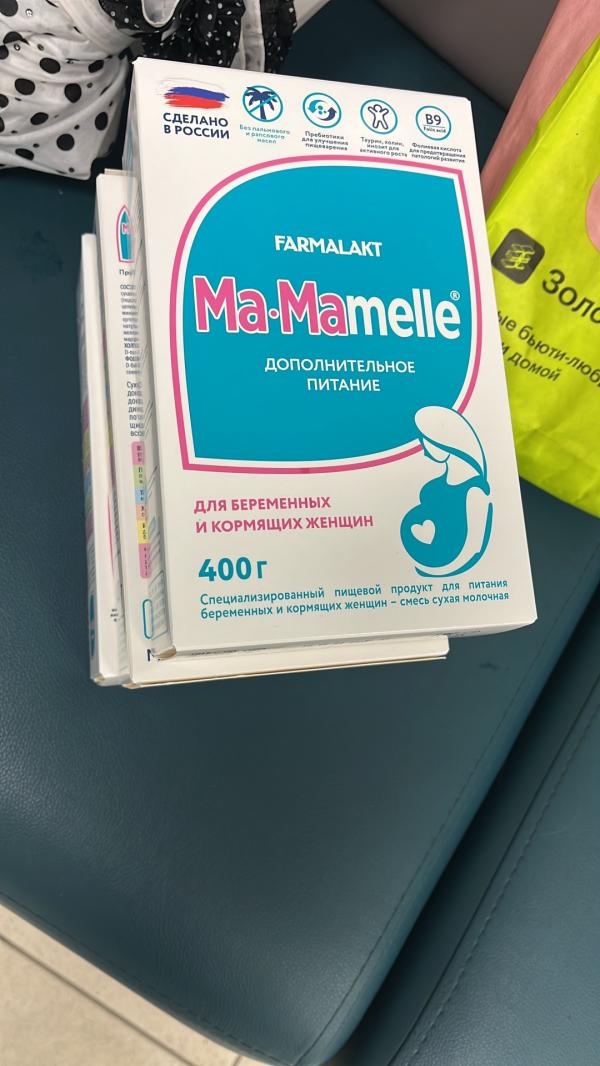 СДЕЛАНО
В РОССИИ
Без пальмового
и рапсового
масел
Пребиотики
для улучшения
пищеварения
Таурин, холин,
инозит для
активного роста
B9
Folic acid
Фолиевая кислота
для предотвращения
патологий развития
FARMALAKT
Ma·Mamelle®
ДОПОЛНИТЕЛЬНОЕ
ПИТАНИЕ
ДЛЯ БЕРЕМЕННЫХ
И КОРМЯЩИХ ЖЕНЩИН
400 г
Специализированный пищевой продукт для питания
беременных и кормящих женщин – смесь сухая молочная
Золо
ые бьюти-люб
й домой